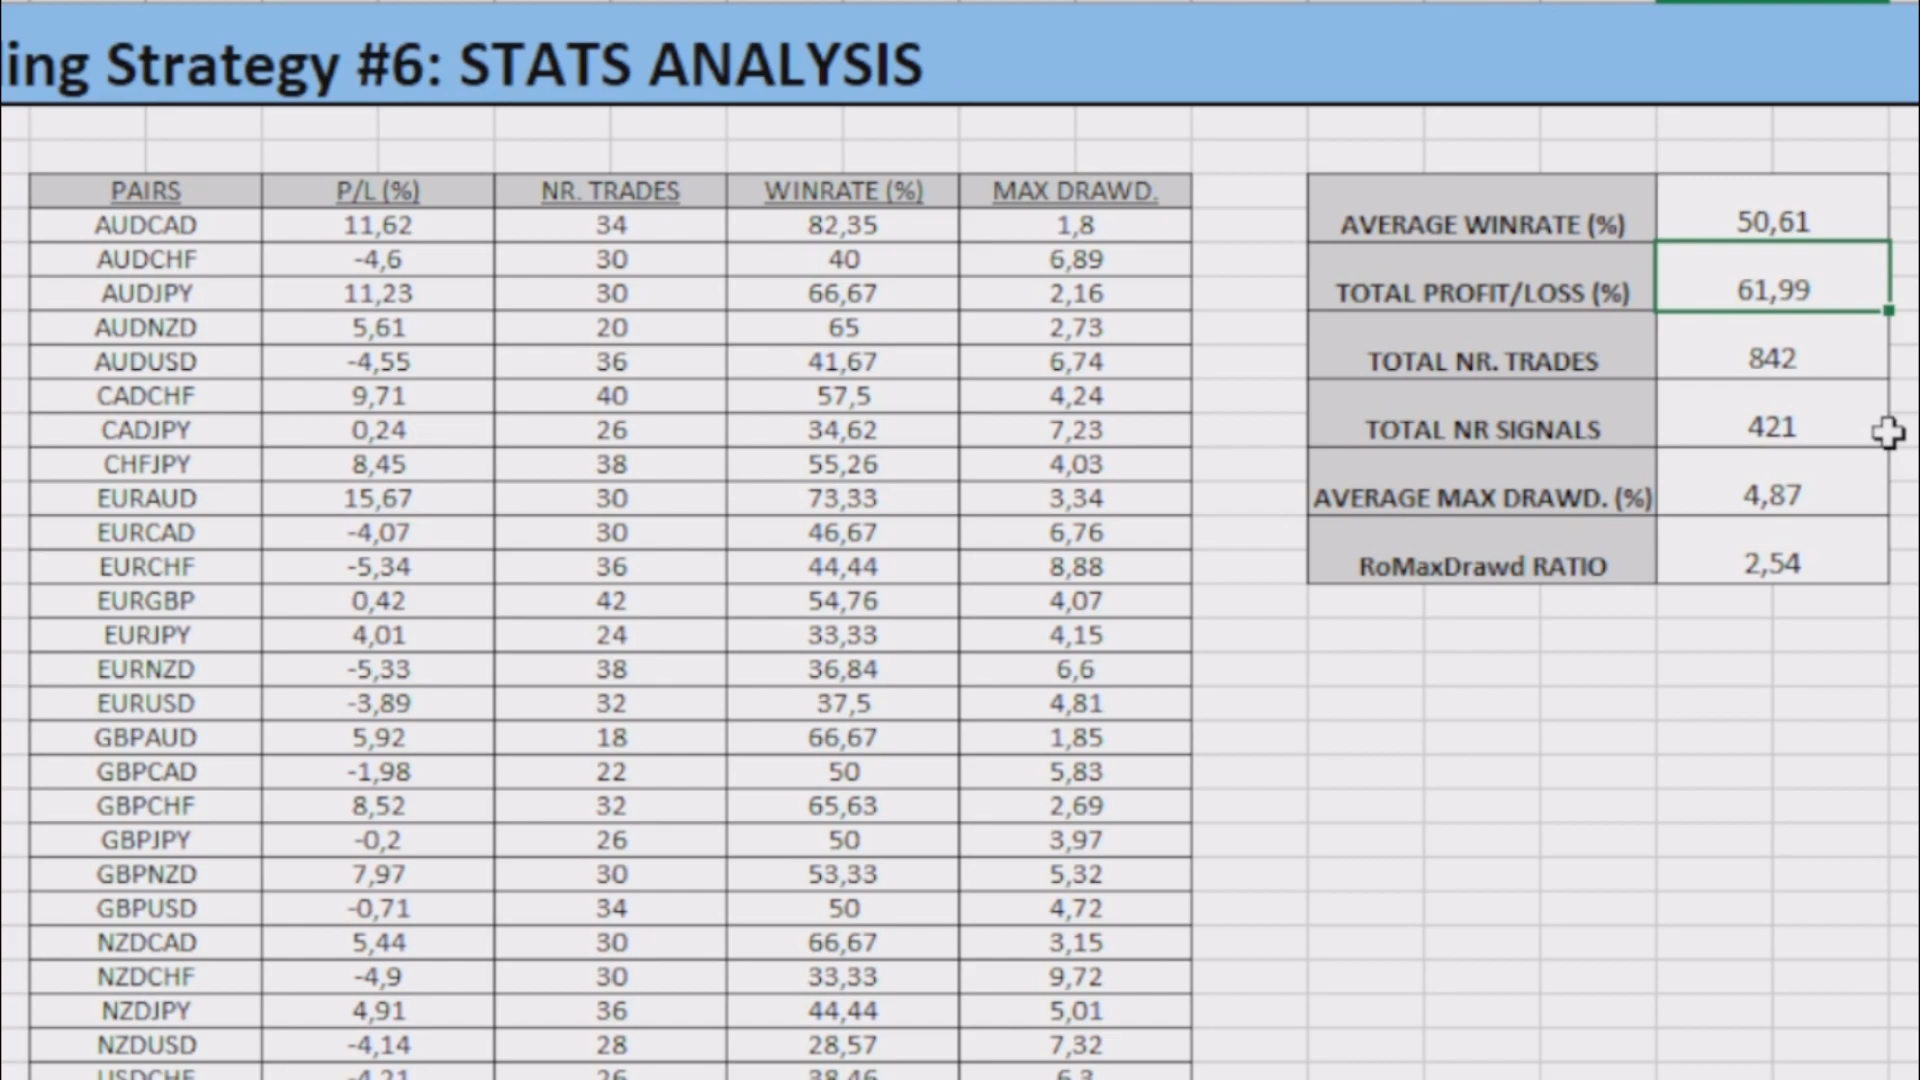 ing Strategy #6: STATS ANALYSIS
PAIRS P/L (%) NR. TRADES WINRATE (%) MAX DRAWD.
AUDCAD 11,62 34 82,35 1,8
AUDCHF -4,6 30 40 6,89
AUDJPY 11,23 30 66,67 2,16
AUDNZD 5,61 20 65 2,73
AUDUSD -4,55 36 41,67 6,74
CADCHF 9,71 40 57,5 4,24
CADJPY 0,24 26 34,62 7,23
CHFJPY 8,45 38 55,26 4,03
EURAUD 15,67 30 73,33 3,34
EURCAD -4,07 30 46,67 6,76
EURCHF -5,34 36 44,44 8,88
EURGBP 0,42 42 54,76 4,07
EURJPY 4,01 24 33,33 4,15
EURNZD -5,33 38 36,84 6,6
EURUSD -3,89 32 37,5 4,81
GBPAUD 5,92 18 66,67 1,85
GBPCAD -1,98 22 50 5,83
GBPCHF 8,52 32 65,63 2,69
GBPJPY -0,2 26 50 3,97
GBPNZD 7,97 30 53,33 5,32
GBPUSD -0,71 34 50 4,72
NZDCAD 5,44 30 66,67 3,15
NZDCHF -4,9 30 33,33 9,72
NZDJPY 4,91 36 44,44 5,01
NZDUSD -4,14 28 28,57 7,32
USDCHF -4,21 26 38,46 6,3
AVERAGE WINRATE (%) 50,61
TOTAL PROFIT/LOSS (%) 61,99
TOTAL NR. TRADES 842
TOTAL NR SIGNALS 421
AVERAGE MAX DRAWD. (%) 4,87
RoMaxDrawd RATIO 2,54